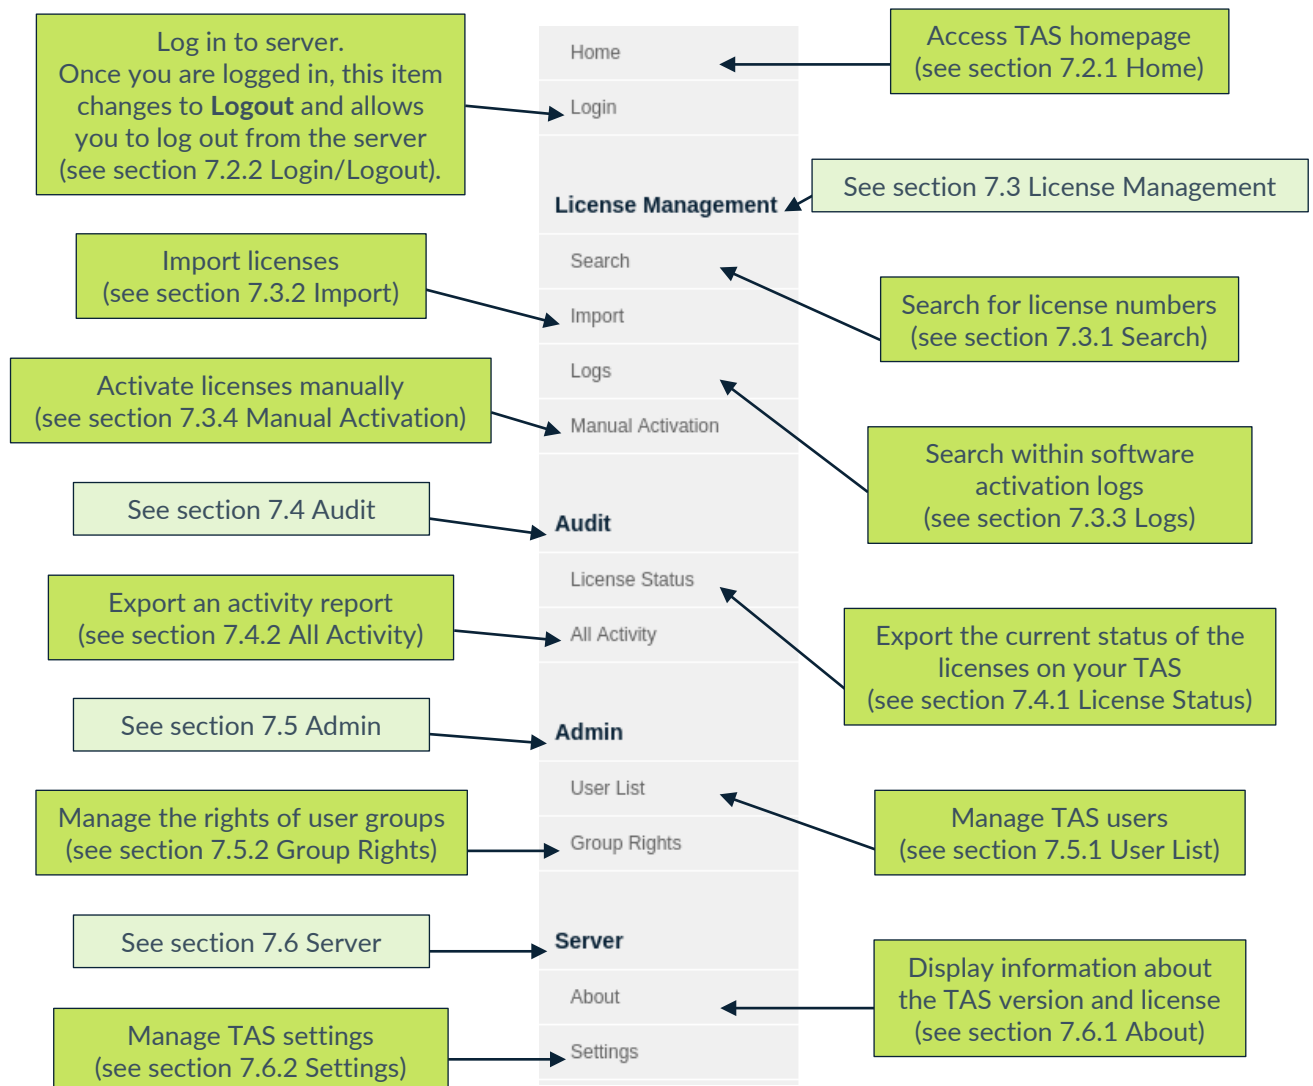 Log in to server.
Once you are logged in, this item
changes to Logout and allows
you to log out from the server
(see section 7.2.2 Login/Logout).
Home
Access TAS homepage
(see section 7.2.1 Home)
Login
See section 7.3 License Management
License Management
Import licenses
(see section 7.3.2 Import)
Search
Search for license numbers
(see section 7.3.1 Search)
Import
Activate licenses manually
(see section 7.3.4 Manual Activation)
Logs
Manual Activation
Search within software
activation logs
(see section 7.3.3 Logs)
See section 7.4 Audit
Audit
License Status
Export an activity report
(see section 7.4.2 All Activity)
All Activity
Export the current status of the
licenses on your TAS
(see section 7.4.1 License Status)
See section 7.5 Admin
Admin
User List
Manage the rights of user groups
(see section 7.5.2 Group Rights)
Manage TAS users
(see section 7.5.1 User List)
Group Rights
See section 7.6 Server
Server
Display information about
the TAS version and license
(see section 7.6.1 About)
About
Manage TAS settings
(see section 7.6.2 Settings)
Settings